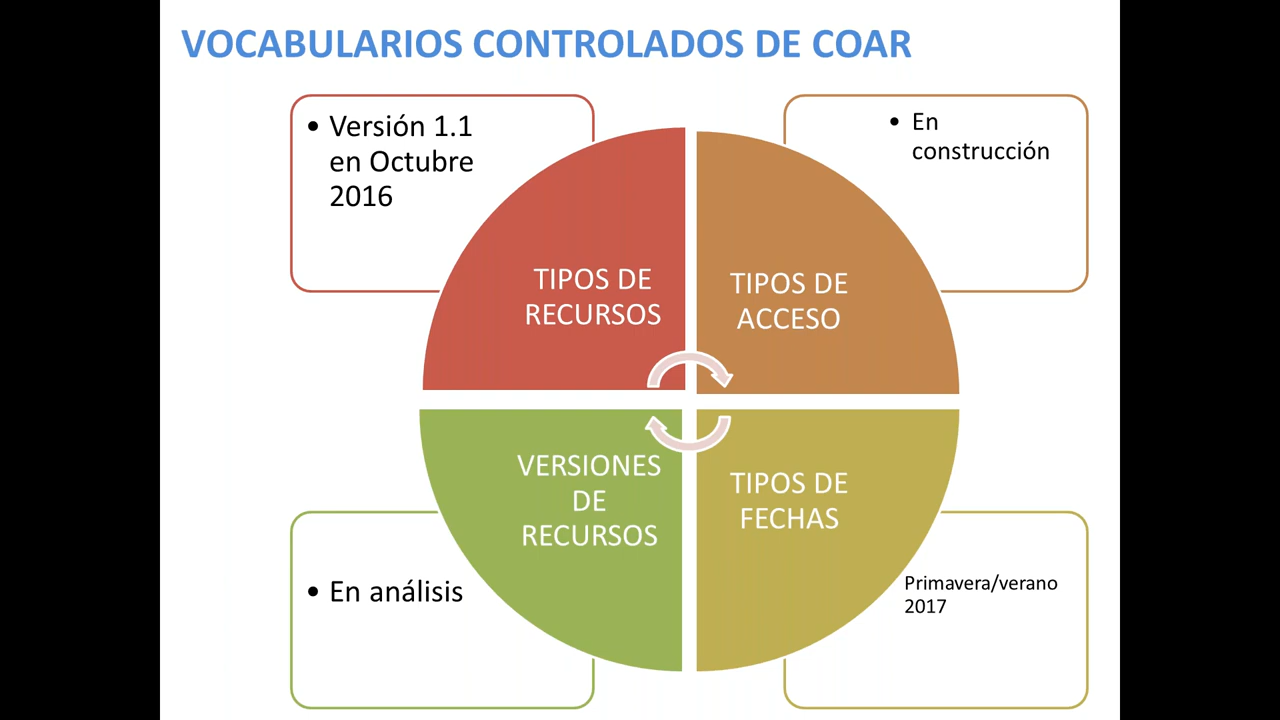 VOCABULARIOS CONTROLADOS DE COAR
• Versión 1.1
en Octubre
2016
• En
construcción
TIPOS DE
RECURSOS
TIPOS DE
ACCESO
VERSIONES
DE
RECURSOS
TIPOS DE
FECHAS
• En análisis
Primavera/verano
2017